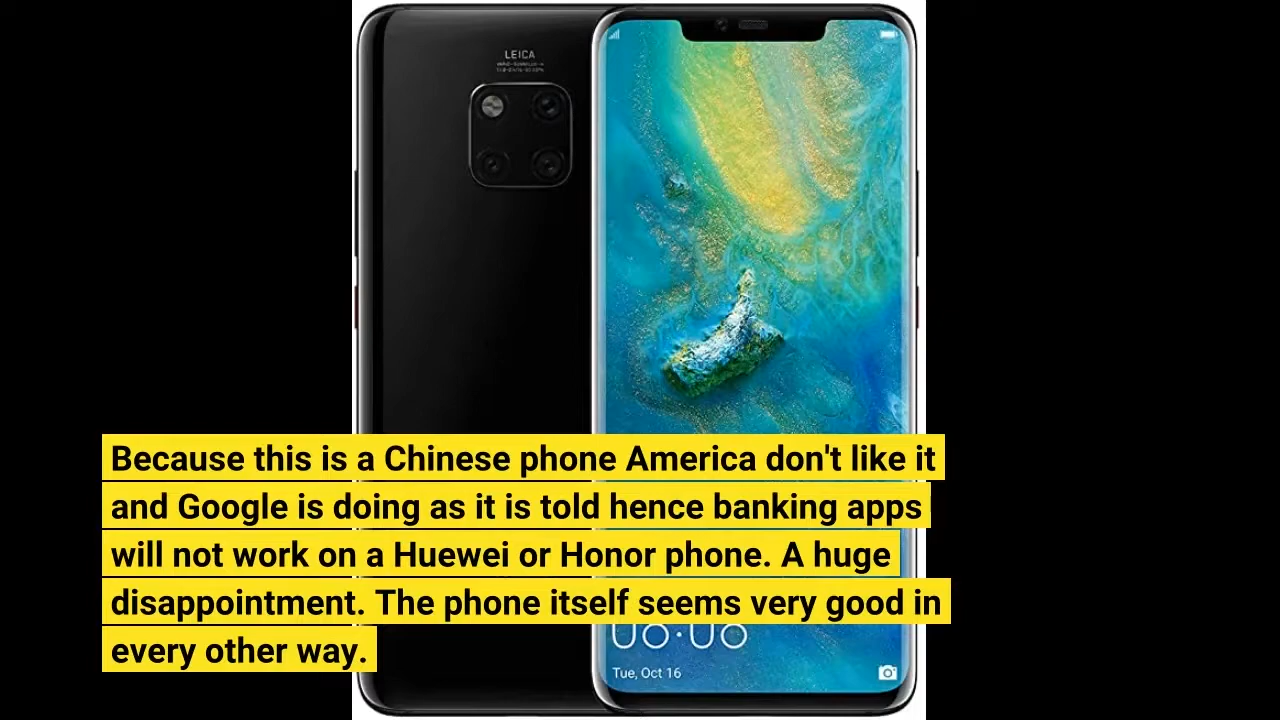 LEICA
Because this is a Chinese phone America don't like it
and Google is doing as it is told hence banking apps
will not work on a Huewei or Honor phone. A huge
disappointment. The phone itself seems very good in
every other way.
08:08
Tue, Oct 16